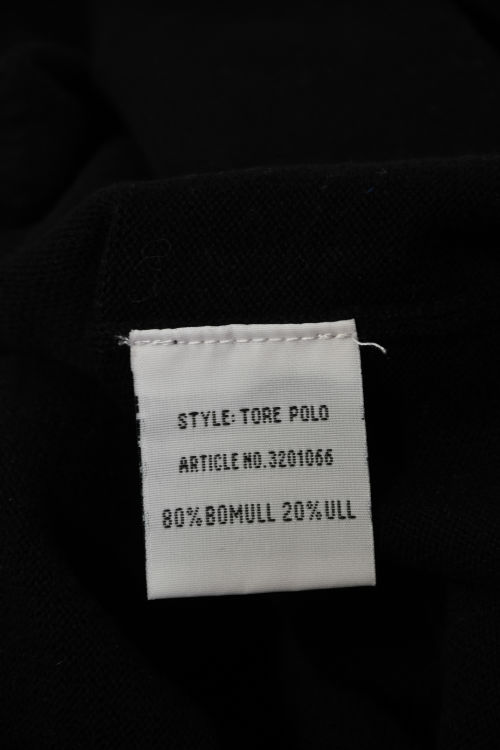 STYLE: TORE POLO
ARTICLE NO.3201066
80%BOMULL 20%ULL